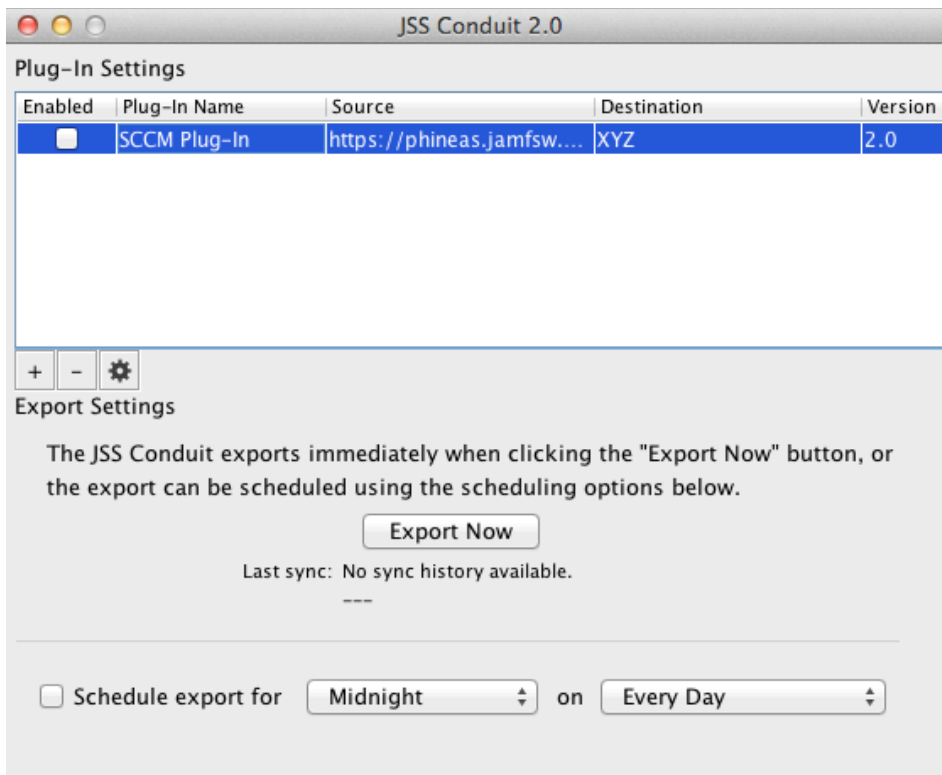 JSS Conduit 2.0
Plug-In Settings
Enabled Plug-In Name Source Destination Version
SCCM Plug-In https://phineas.jamfsw.... XYZ 2.0
+ -
Export Settings
The JSS Conduit exports immediately when clicking the "Export Now" button, or
the export can be scheduled using the scheduling options below.
Export Now
Last sync: No sync history available.
---
Schedule export for Midnight on Every Day